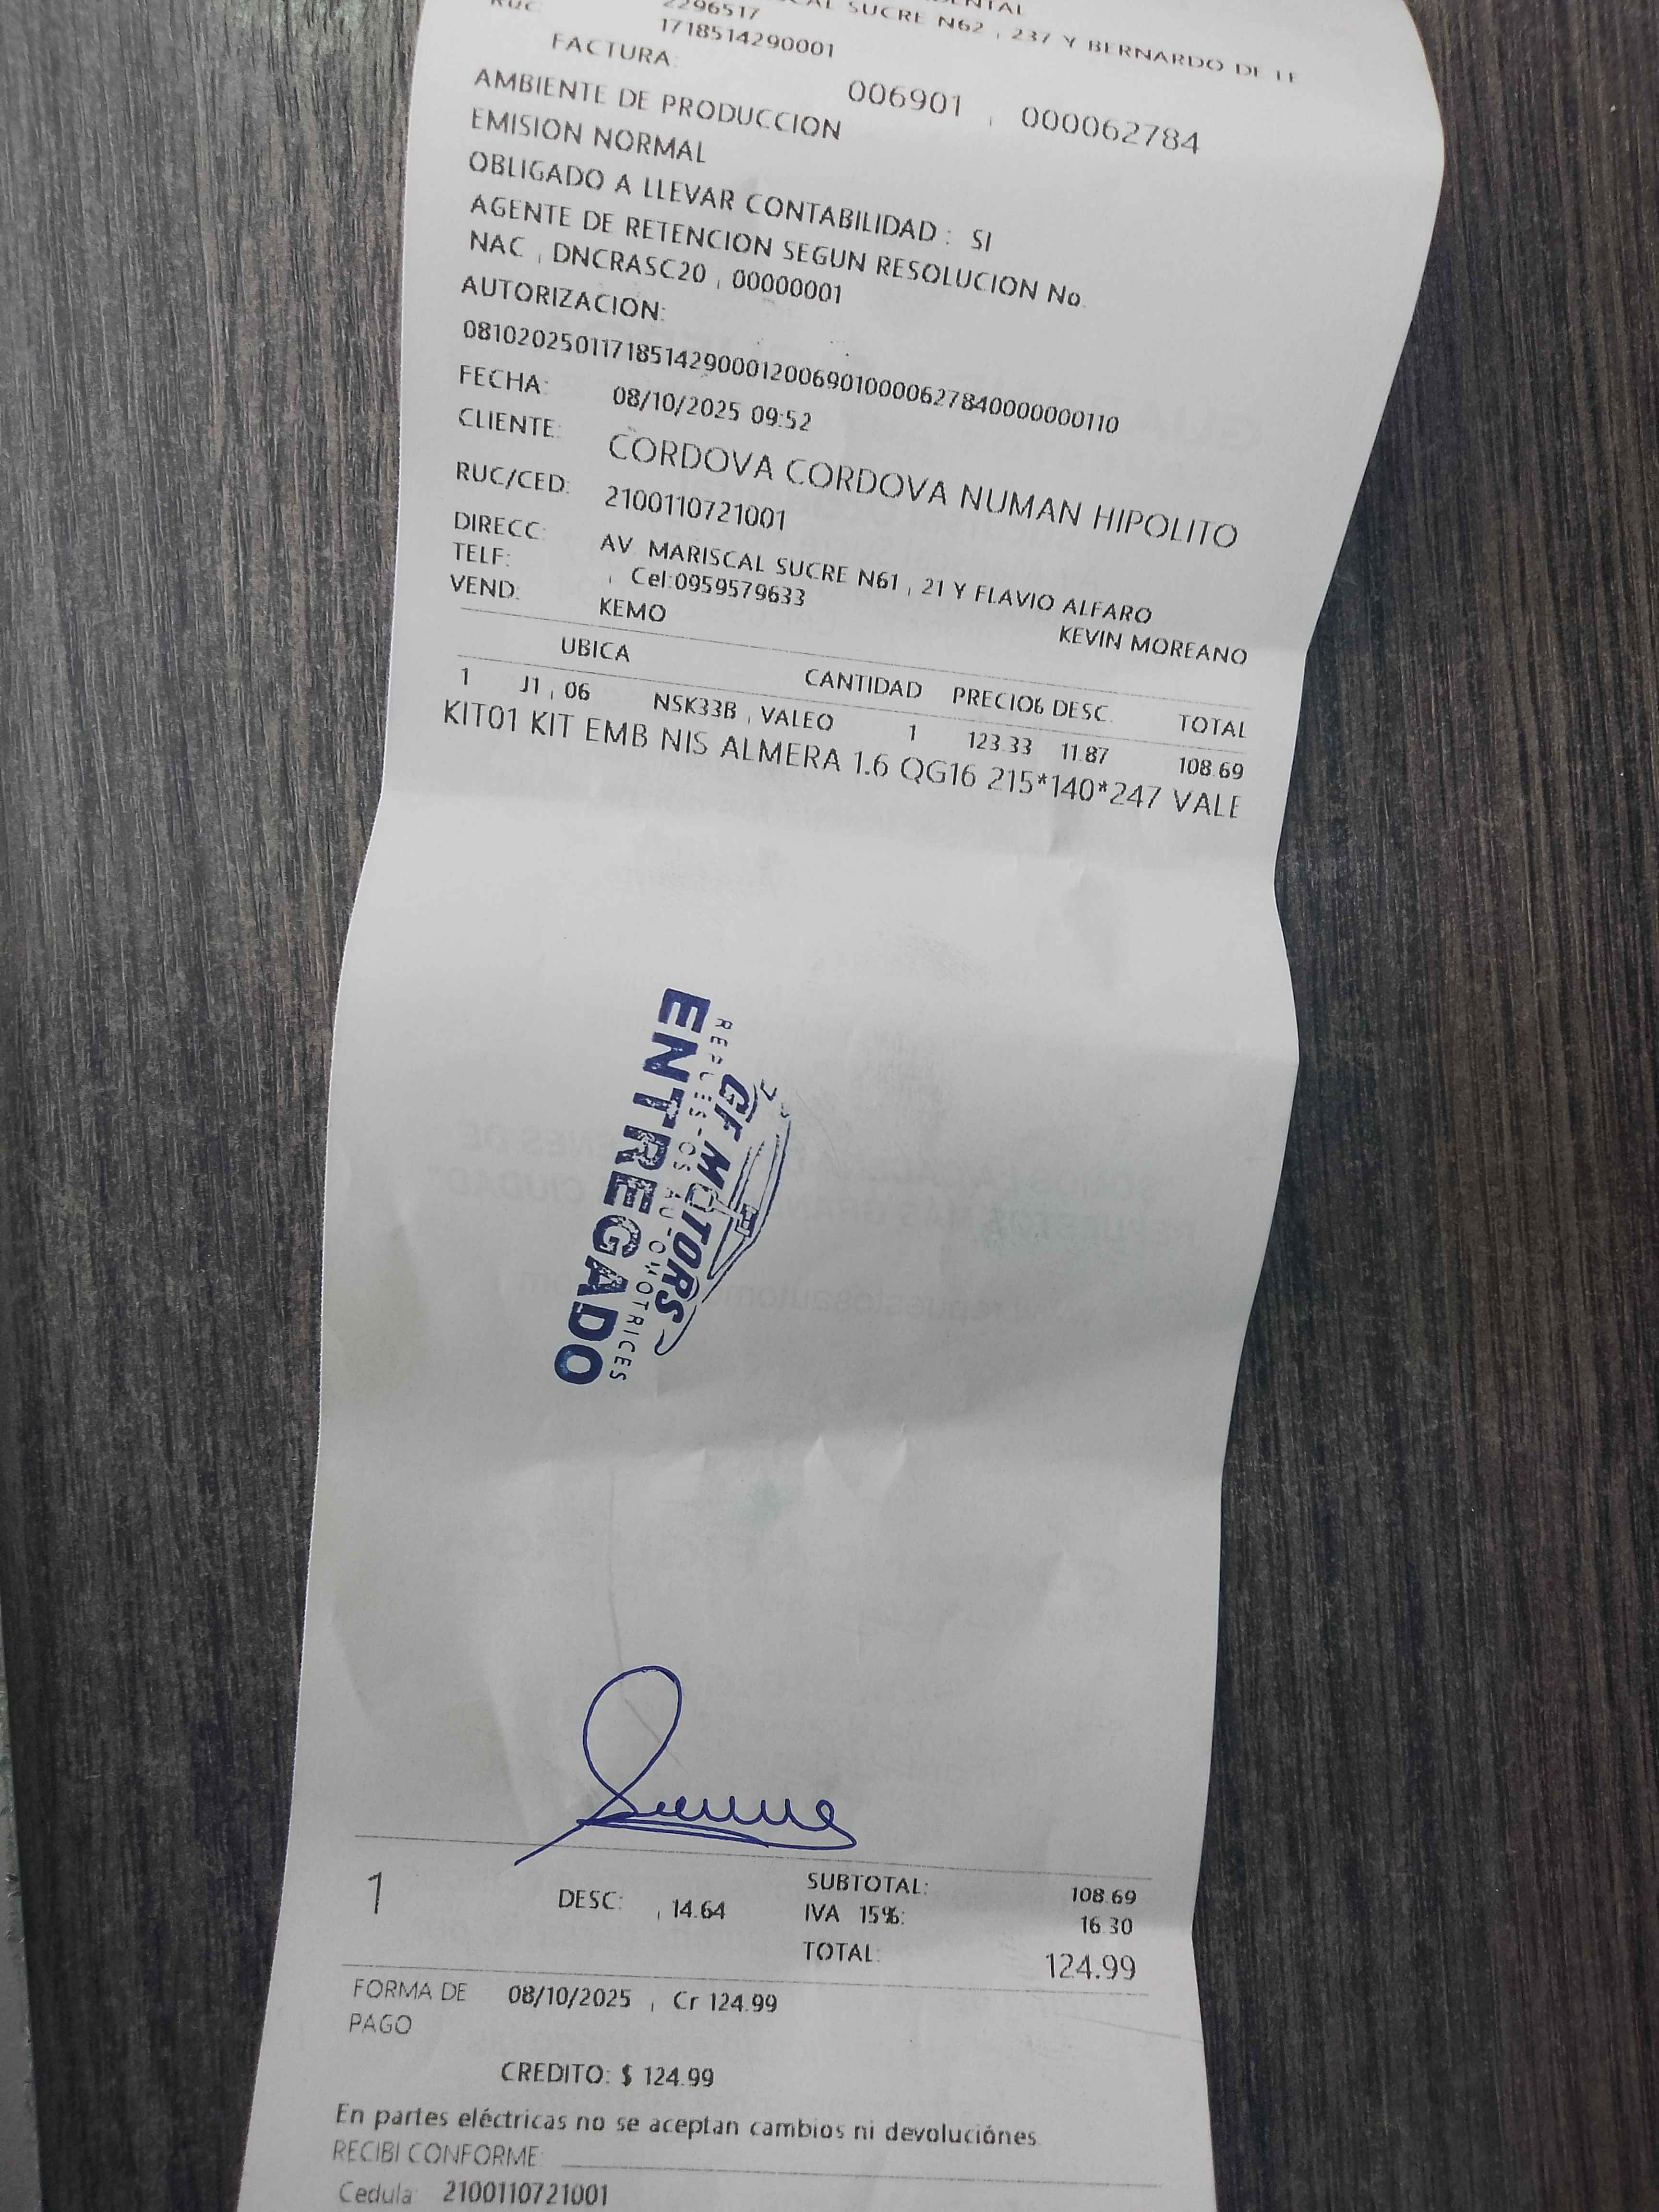 SUCRE N62 , 237 Y BERNARDO DE LE
2296517
RUC: 1718514290001
FACTURA: 006901 , 000062784
AMBIENTE DE PRODUCCION
EMISION NORMAL
OBLIGADO A LLEVAR CONTABILIDAD : SI
AGENTE DE RETENCION SEGUN RESOLUCION No.
NAC , DNCRASC20 , 00000001
AUTORIZACION:
0810202501171851429000120069010000627840000000110
FECHA: 08/10/2025 09:52
CLIENTE: CORDOVA CORDOVA NUMAN HIPOLITO
RUC/CED: 2100110721001
DIRECC: AV. MARISCAL SUCRE N61 , 21 Y FLAVIO ALFARO
TELF: , Cel:0959579633
VEND: KEMO KEVIN MOREANO
UBICA CANTIDAD PRECIO6 DESC. TOTAL
1 J1 , 06 NSK33B , VALEO 1 123.33 11.87 108.69
KIT01 KIT EMB NIS ALMERA 1.6 QG16 215*140*247 VALE
GF MOTORS
REPUESTOS AUTOMOTRICES
ENTREGADO
1 DESC: , 14.64 SUBTOTAL: 108.69
IVA 15%: 16.30
TOTAL: 124.99
FORMA DE PAGO 08/10/2025 , Cr 124.99
CREDITO: $ 124.99
En partes eléctricas no se aceptan cambios ni devoluciónes.
RECIBI CONFORME:
Cedula: 2100110721001